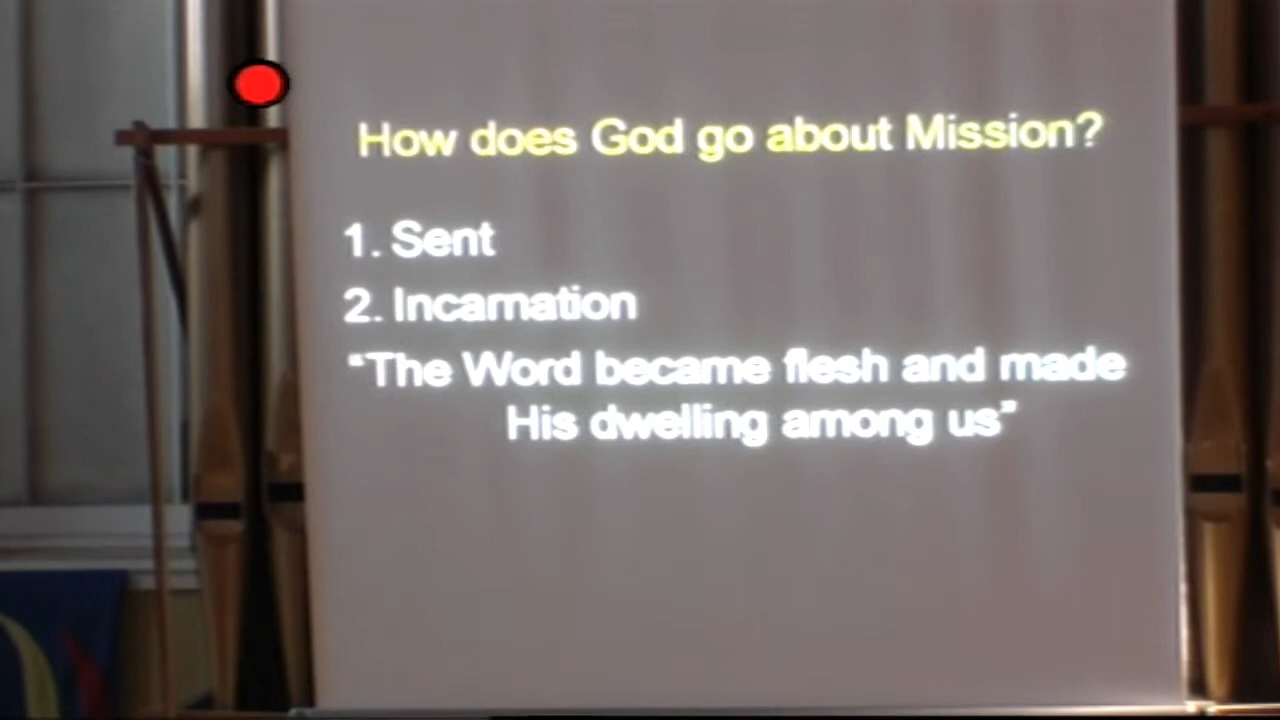 How does God go about Mission?
1. Sent
2. Incarnation
“The Word became flesh and made
His dwelling among us”